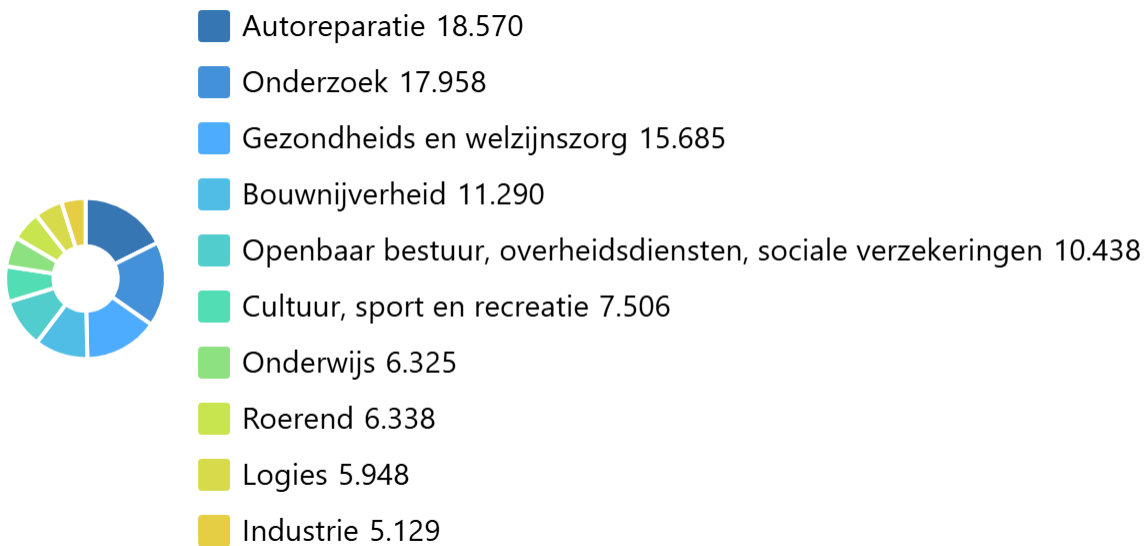 Autoreparatie 18.570
Onderzoek 17.958
Gezondheids en welzijnszorg 15.685
Bouwnijverheid 11.290
Openbaar bestuur, overheidsdiensten, sociale verzekeringen 10.438
Cultuur, sport en recreatie 7.506
Onderwijs 6.325
Roerend 6.338
Logies 5.948
Industrie 5.129